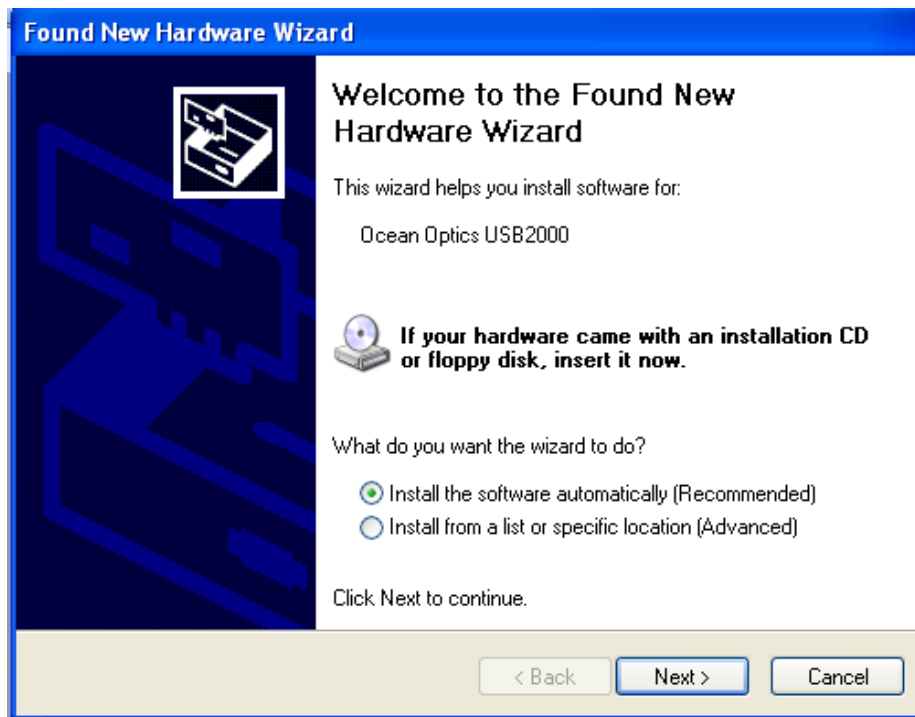 Found New Hardware Wizard
Welcome to the Found New
Hardware Wizard
This wizard helps you install software for:
Ocean Optics USB2000
If your hardware came with an installation CD
or floppy disk, insert it now.
What do you want the wizard to do?
Install the software automatically (Recommended)
Install from a list or specific location (Advanced)
Click Next to continue.
< Back
Next >
Cancel